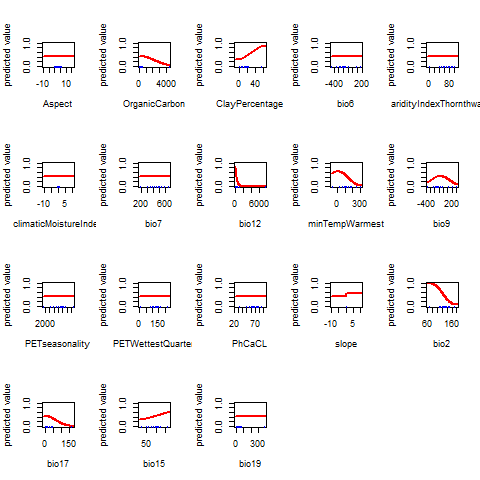 predicted value
0.0 1.0
-10 0 10
Aspect
predicted value
0.0 1.0
0 4000
OrganicCarbon
predicted value
0.0 1.0
0 20 40
ClayPercentage
predicted value
0.0 1.0
-400 0 200
bio6
predicted value
0.0 1.0
0 40 80
aridityIndexThornthwa
predicted value
0.0 1.0
-10 0 5
climaticMoistureInde
predicted value
0.0 1.0
200 600
bio7
predicted value
0.0 1.0
0 6000
bio12
predicted value
0.0 1.0
0 300
minTempWarmest
predicted value
0.0 1.0
-400 0 200
bio9
predicted value
0.0 1.0
2000
PETseasonality
predicted value
0.0 1.0
0 150
PETWettestQuarte
predicted value
0.0 1.0
20 70
PhCaCL
predicted value
0.0 1.0
-10 0 5
slope
predicted value
0.0 1.0
60 160
bio2
predicted value
0.0 1.0
0 150
bio17
predicted value
0.0 1.0
50
bio15
predicted value
0.0 1.0
0 300
bio19